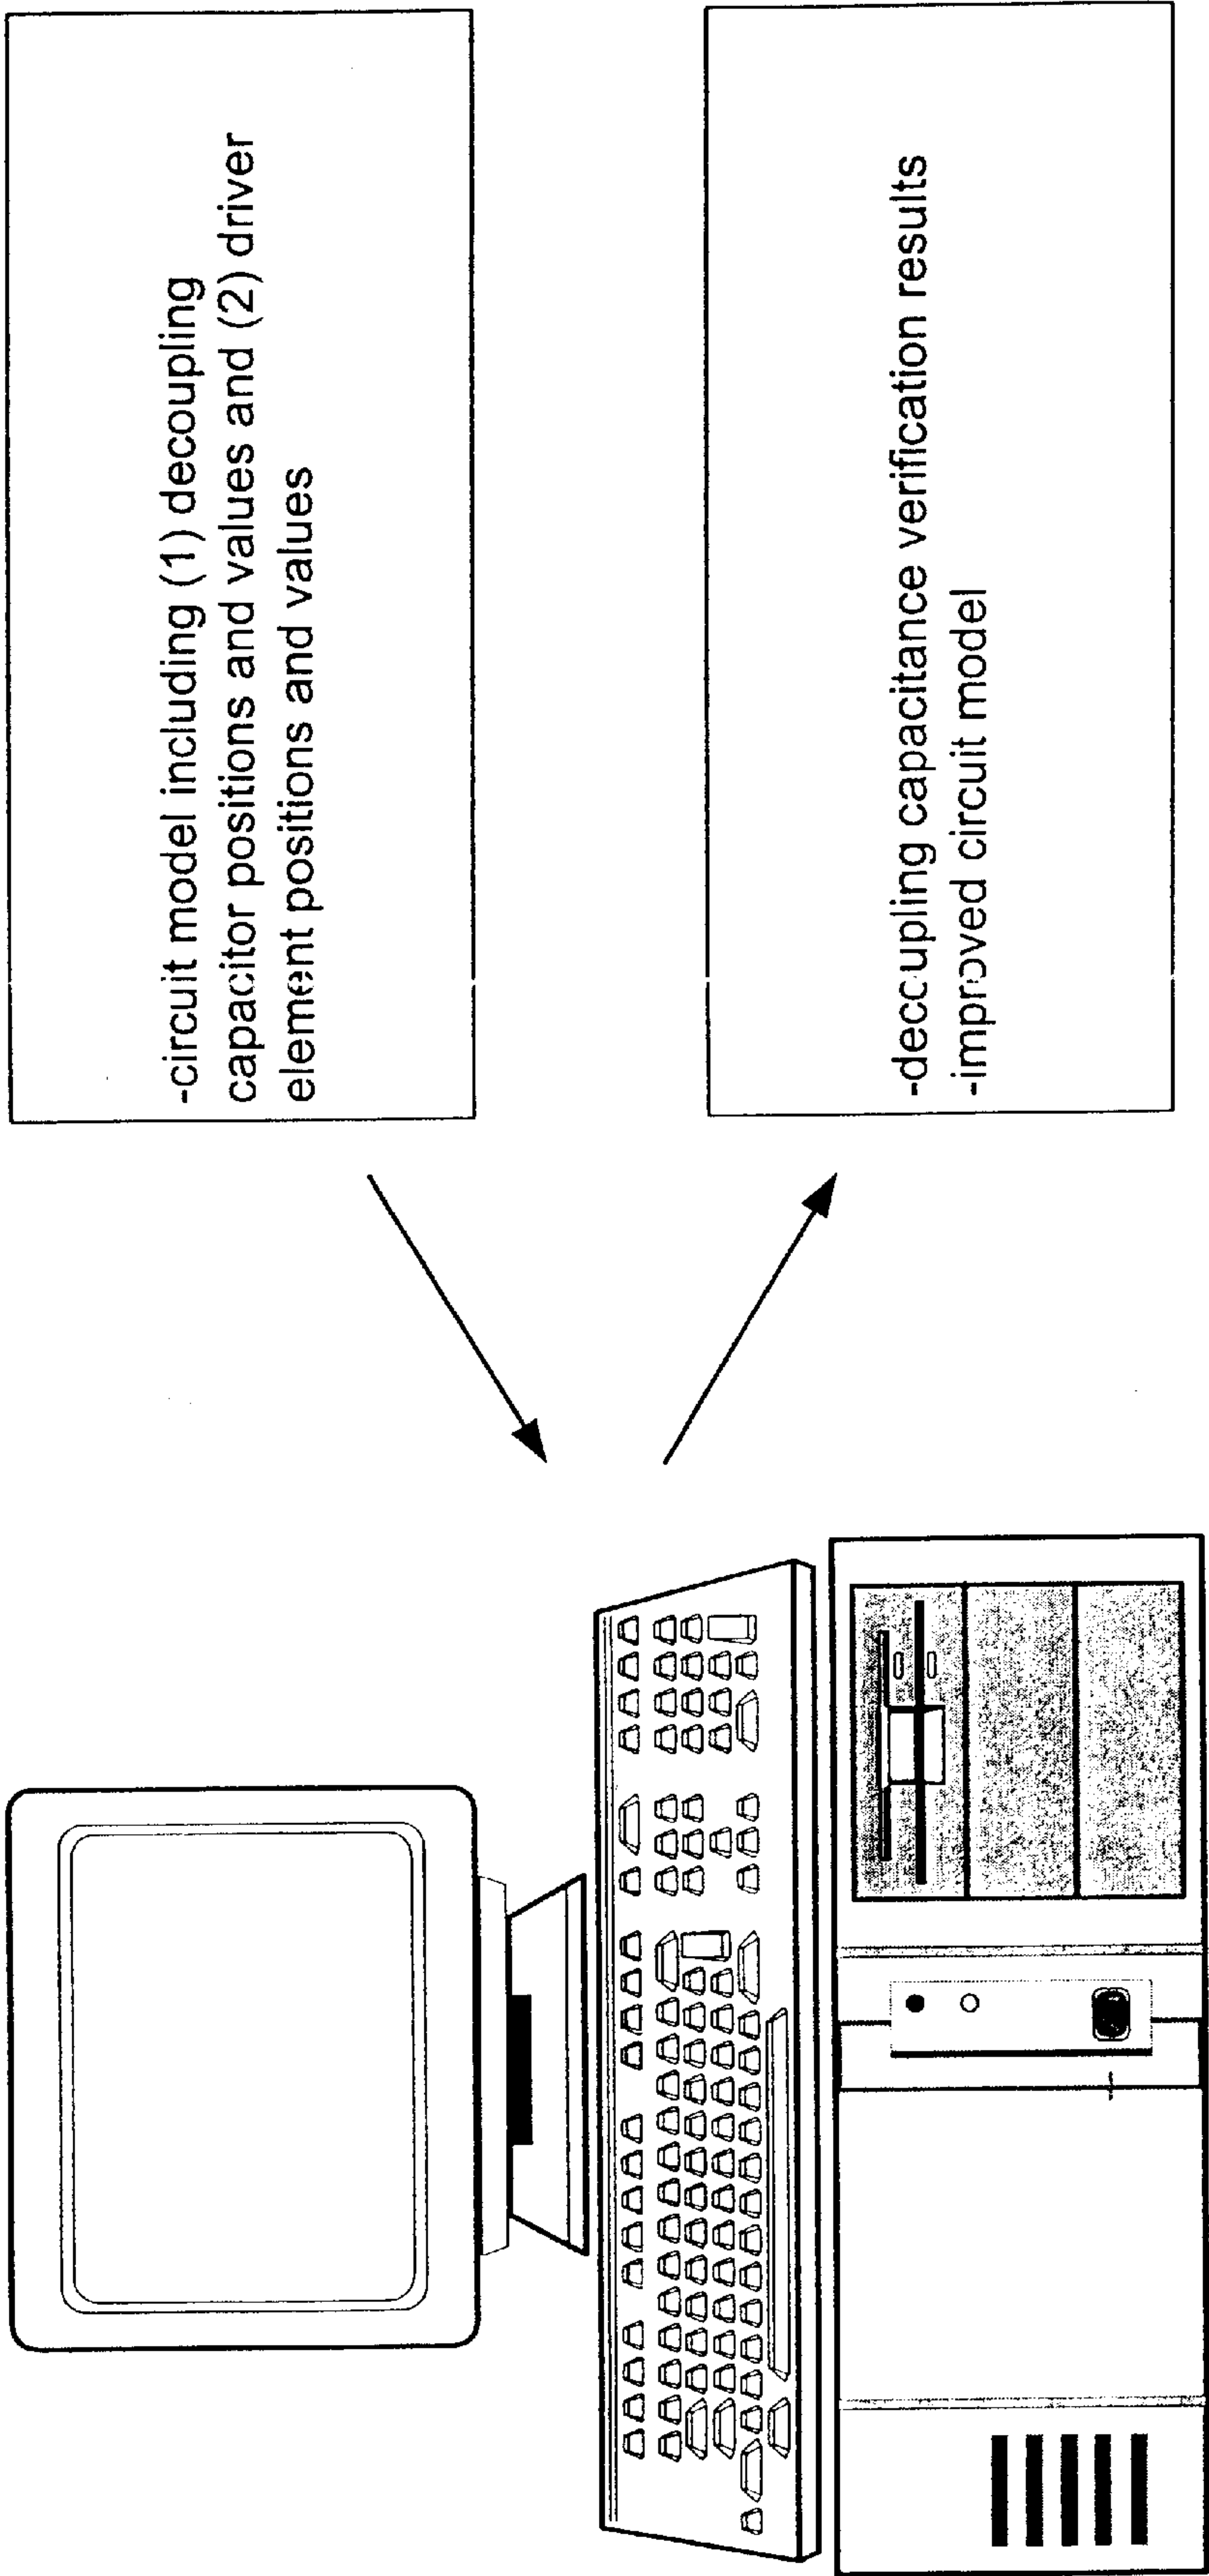 -circuit model including (1) decoupling
capacitor positions and values and (2) driver
element positions and values
-decoupling capacitance verification results
-improved circuit model